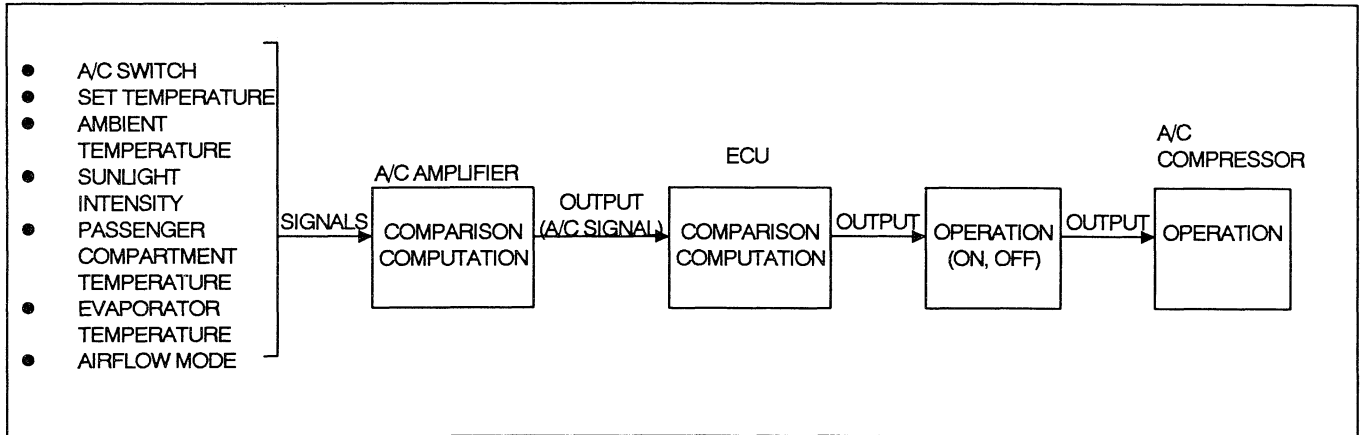 ● A/C SWITCH
● SET TEMPERATURE
● AMBIENT
TEMPERATURE
● SUNLIGHT
INTENSITY
● PASSENGER
COMPARTMENT
TEMPERATURE
● EVAPORATOR
TEMPERATURE
● AIRFLOW MODE
SIGNALS
A/C AMPLIFIER
COMPARISON
COMPUTATION
OUTPUT
(A/C SIGNAL)
ECU
COMPARISON
COMPUTATION
OUTPUT
OPERATION
(ON, OFF)
OUTPUT
A/C
COMPRESSOR
OPERATION